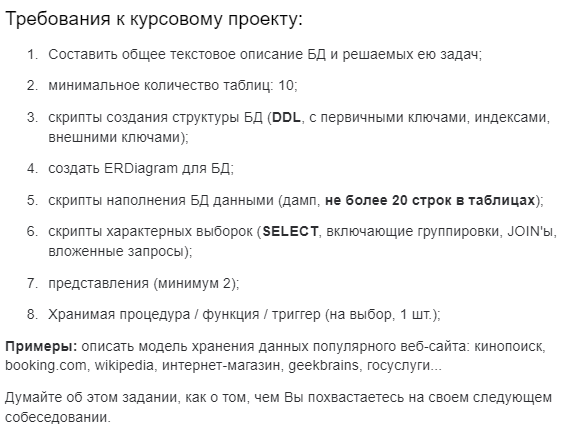 Требования к курсовому проекту:
1. Составить общее текстовое описание БД и решаемых ею задач;
2. минимальное количество таблиц: 10;
3. скрипты создания структуры БД (DDL, с первичными ключами, индексами,
внешними ключами);
4. создать ERDiagram для БД;
5. скрипты наполнения БД данными (дамп, не более 20 строк в таблицах);
6. скрипты характерных выборок (SELECT, включающие группировки, JOIN'ы,
вложенные запросы);
7. представления (минимум 2);
8. Хранимая процедура / функция / триггер (на выбор, 1 шт.);
Примеры: описать модель хранения данных популярного веб-сайта: кинопоиск,
booking.com, wikipedia, интернет-магазин, geekbrains, госуслуги...
Думайте об этом задании, как о том, чем Вы похвастаетесь на своем следующем
собеседовании.